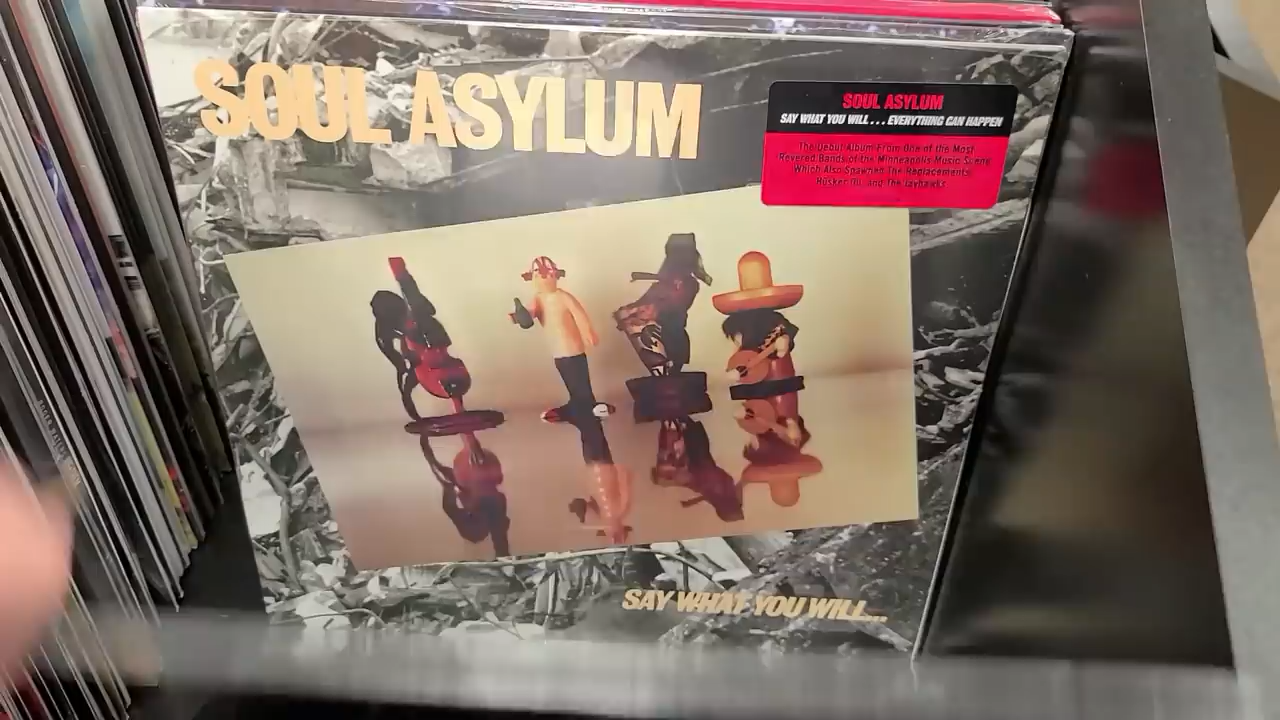 SOUL ASYLUM
SOUL ASYLUM
SAY WHAT YOU WILL... EVERYTHING CAN HAPPEN
The Debut Album From One of the Most
Revered Bands of the Minneapolis Music Scene
Which Also Spawned The Replacements,
Hüsker Dü, and The Jayhawks
SAY WHAT YOU WILL...